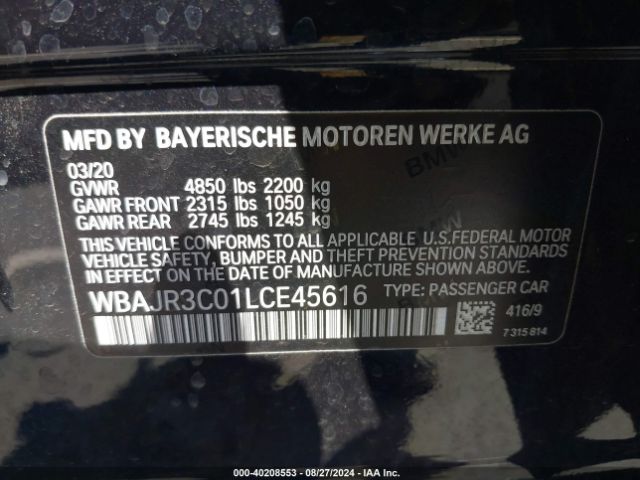 MFD BY BAYERISCHE MOTOREN WERKE AG
03/20
GVWR 4850 lbs 2200 kg
GAWR FRONT 2315 lbs 1050 kg
GAWR REAR 2745 lbs 1245 kg
THIS VEHICLE CONFORMS TO ALL APPLICABLE U.S.FEDERAL MOTOR
VEHICLE SAFETY, BUMPER AND THEFT PREVENTION STANDARDS
IN EFFECT ON THE DATE OF MANUFACTURE SHOWN ABOVE.
WBAJR3C01LCE45616 TYPE: PASSENGER CAR
416/9
7 315 814
BMW
000-40208553 - 08/27/2024 - IAA Inc.